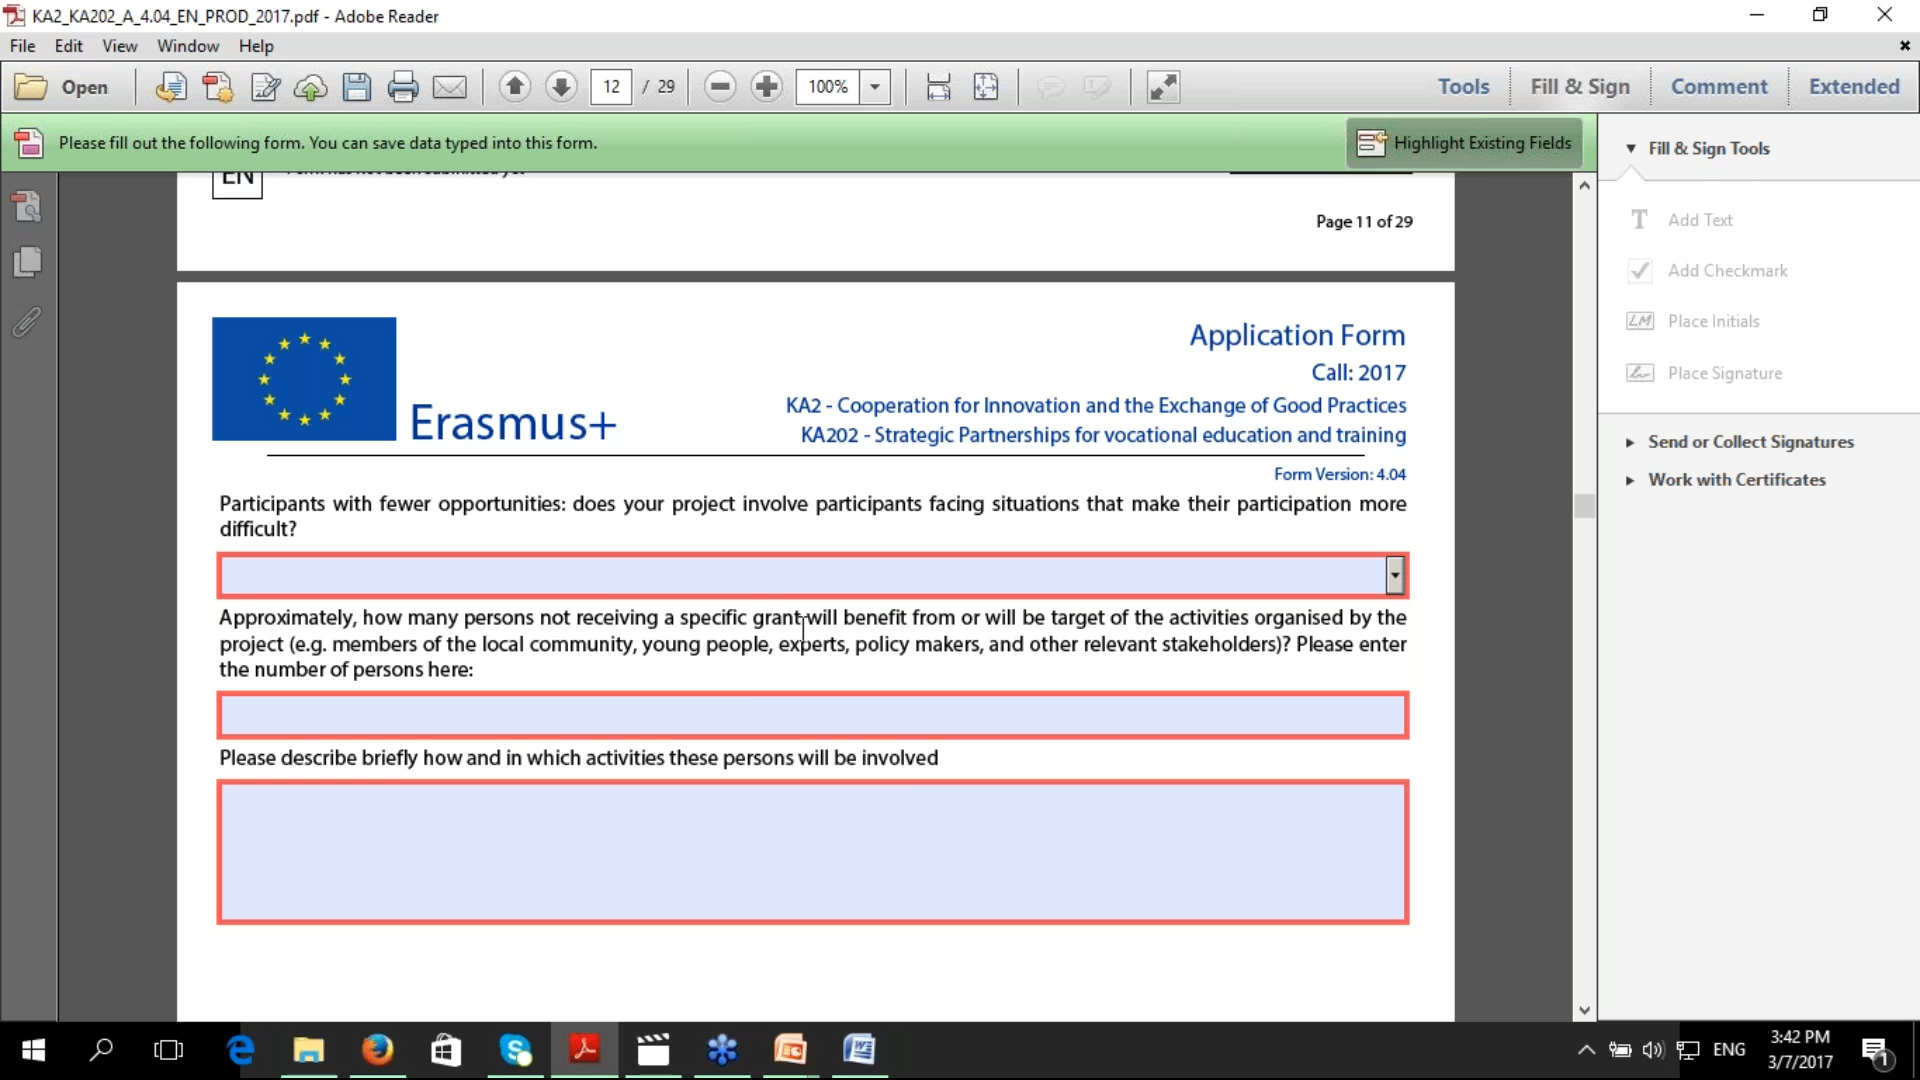 KA2_KA202_A_4.04_EN_PROD_2017.pdf - Adobe Reader
File Edit View Window Help
Open 12 / 29 100% Tools Fill & Sign Comment Extended
Please fill out the following form. You can save data typed into this form. Highlight Existing Fields
Fill & Sign Tools
T Add Text
Add Checkmark
LM Place Initials
Place Signature
Send or Collect Signatures
Work with Certificates
EN
Page 11 of 29
Application Form
Call: 2017
Erasmus+
KA2 - Cooperation for Innovation and the Exchange of Good Practices
KA202 - Strategic Partnerships for vocational education and training
Form Version: 4.04
Participants with fewer opportunities: does your project involve participants facing situations that make their participation more
difficult?
Approximately, how many persons not receiving a specific grant will benefit from or will be target of the activities organised by the
project (e.g. members of the local community, young people, experts, policy makers, and other relevant stakeholders)? Please enter
the number of persons here:
Please describe briefly how and in which activities these persons will be involved
ENG
3:42 PM
3/7/2017
1